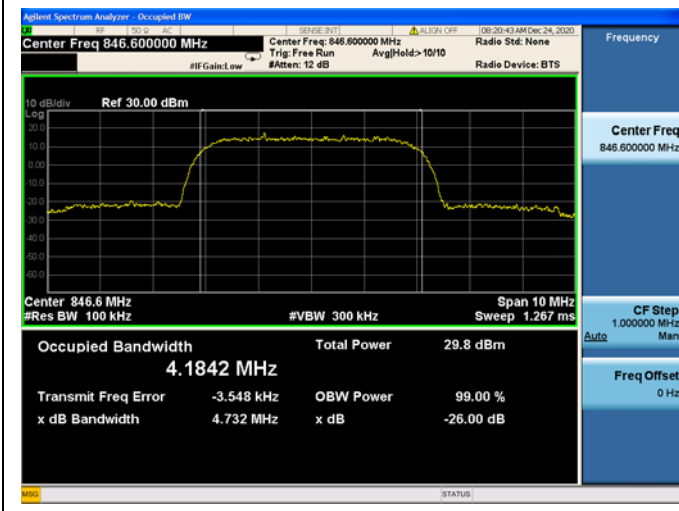 Agilent Spectrum Analyzer - Occupied BW
RF 50 Ω AC SENSE:INT ALIGN OFF 08:20:43 AM Dec 24, 2020
Center Freq 846.600000 MHz
Center Freq: 846.600000 MHz
Radio Std: None
Trig: Free Run Avg|Hold:> 10/10
#IFGain:Low
#Atten: 12 dB
Radio Device: BTS
10 dB/div Ref 30.00 dBm
Log
20.0
10.0
0.00
-10.0
-20.0
-30.0
-40.0
-50.0
-60.0
Center 846.6 MHz
Span 10 MHz
#Res BW 100 kHz
#VBW 300 kHz
Sweep 1.267 ms
Occupied Bandwidth
Total Power 29.8 dBm
4.1842 MHz
Transmit Freq Error -3.548 kHz OBW Power 99.00 %
x dB Bandwidth 4.732 MHz x dB -26.00 dB
MSG
STATUS
Frequency
Center Freq
846.600000 MHz
CF Step
1.000000 MHz
Auto Man
Freq Offset
0 Hz